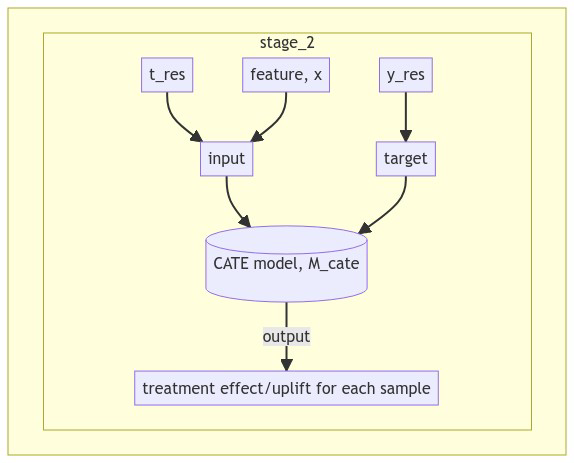 stage_2
t_res
feature, x
y_res
input
target
CATE model, M_cate
output
treatment effect/uplift for each sample